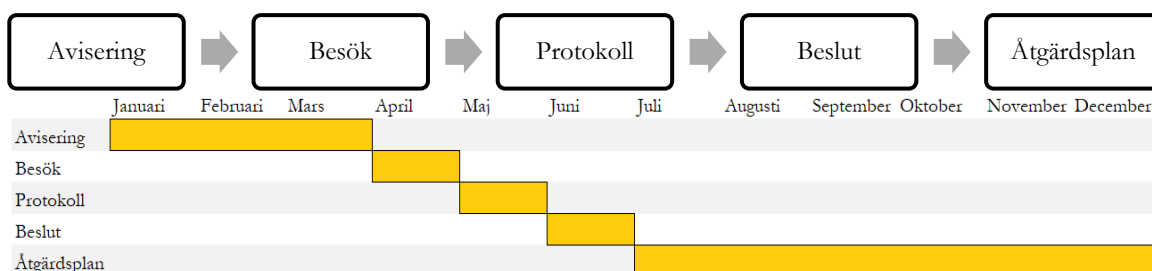 Avisering Besök Protokoll Beslut Åtgärdsplan
Januari Februari Mars April Maj Juni Juli Augusti September Oktober November December
Avisering
Besök
Protokoll
Beslut
Åtgärdsplan